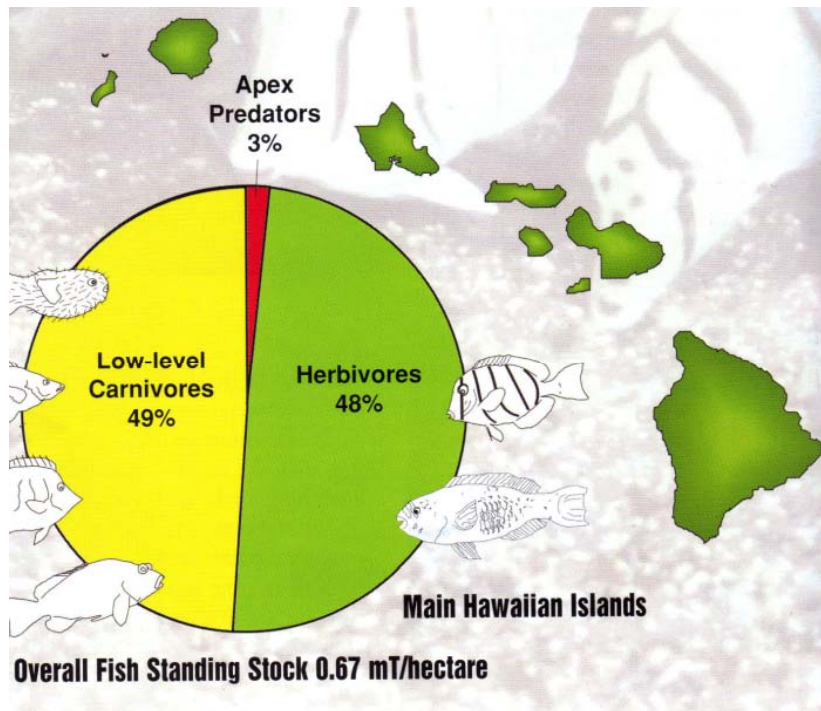 Apex
Predators
3%
Low-level
Carnivores
49%
Herbivores
48%
Main Hawaiian Islands
Overall Fish Standing Stock 0.67 mT/hectare